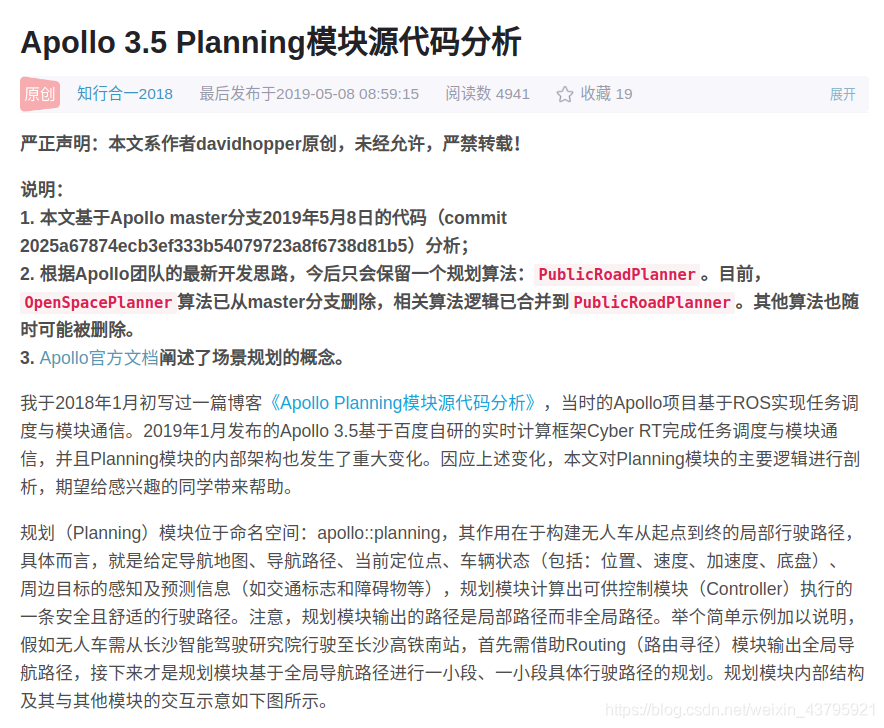 Apollo 3.5 Planning模块源代码分析
原创 知行合一2018 最后发布于2019-05-08 08:59:15 阅读数 4941 收藏 19 展开
严正声明：本文系作者davidhopper原创，未经允许，严禁转载！
说明：
1. 本文基于Apollo master分支2019年5月8日的代码（commit
2025a67874ecb3ef333b54079723a8f6738d81b5）分析；
2. 根据Apollo团队的最新开发思路，今后只会保留一个规划算法：PublicRoadPlanner。目前，
OpenSpacePlanner算法已从master分支删除，相关算法逻辑已合并到PublicRoadPlanner。其他算法也随
时可能被删除。
3. Apollo官方文档阐述了场景规划的概念。
我于2018年1月初写过一篇博客《Apollo Planning模块源代码分析》，当时的Apollo项目基于ROS实现任务调
度与模块通信。2019年1月发布的Apollo 3.5基于百度自研的实时计算框架Cyber RT完成任务调度与模块通
信，并且Planning模块的内部架构也发生了重大变化。因应上述变化，本文对Planning模块的主要逻辑进行剖
析，期望给感兴趣的同学带来帮助。
规划（Planning）模块位于命名空间：apollo::planning，其作用在于构建无人车从起点到终的局部行驶路径，
具体而言，就是给定导航地图、导航路径、当前定位点、车辆状态（包括：位置、速度、加速度、底盘）、
周边目标的感知及预测信息（如交通标志和障碍物等），规划模块计算出可供控制模块（Controller）执行的
一条安全且舒适的行驶路径。注意，规划模块输出的路径是局部路径而非全局路径。举个简单示例加以说明，
假如无人车需从长沙智能驾驶研究院行驶至长沙高铁南站，首先需借助Routing（路由寻径）模块输出全局导
航路径，接下来才是规划模块基于全局导航路径进行一小段、一小段具体行驶路径的规划。规划模块内部结构
及其与其他模块的交互示意如下图所示。
https://blog.csdn.net/weixin_43795921